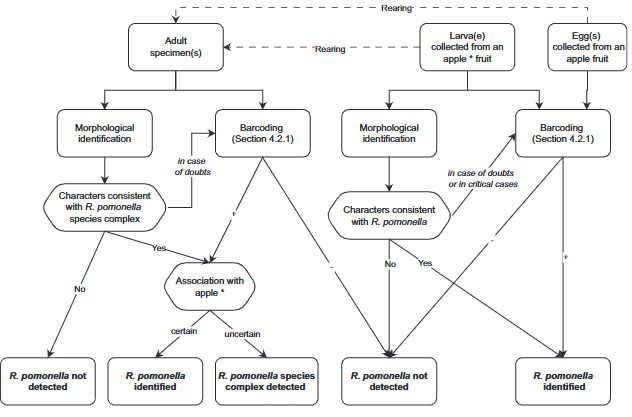 Rearing
Adult
specimen(s)
Rearing
Larva(e)
collected from an
apple * fruit
Egg(s)
collected from an
apple fruit
Morphological
identification
Barcoding
(Section 4.2.1)
Morphological
identification
Barcoding
(Section 4.2.1)
in case
of doubts
in case of doubts
or in critical cases
Characters consistent
with R. pomonella
species complex
Characters consistent
with R. pomonella
+
-
+
Yes
-
No
Association with
apple *
No
Yes
certain
uncertain
R. pomonella not
detected
R. pomonella
identified
R. pomonella species
complex detected
R. pomonella not
detected
R. pomonella
identified